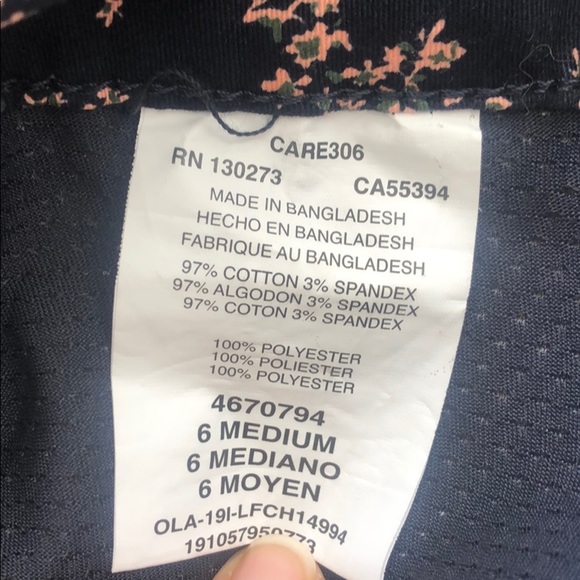 CARE306
RN 130273 CA55394
MADE IN BANGLADESH
HECHO EN BANGLADESH
FABRIQUE AU BANGLADESH
97% COTTON 3% SPANDEX
97% ALGODON 3% SPANDEX
97% COTON 3% SPANDEX
100% POLYESTER
100% POLIESTER
100% POLYESTER
4670794
6 MEDIUM
6 MEDIANO
6 MOYEN
OLA-19I-LFCH14994